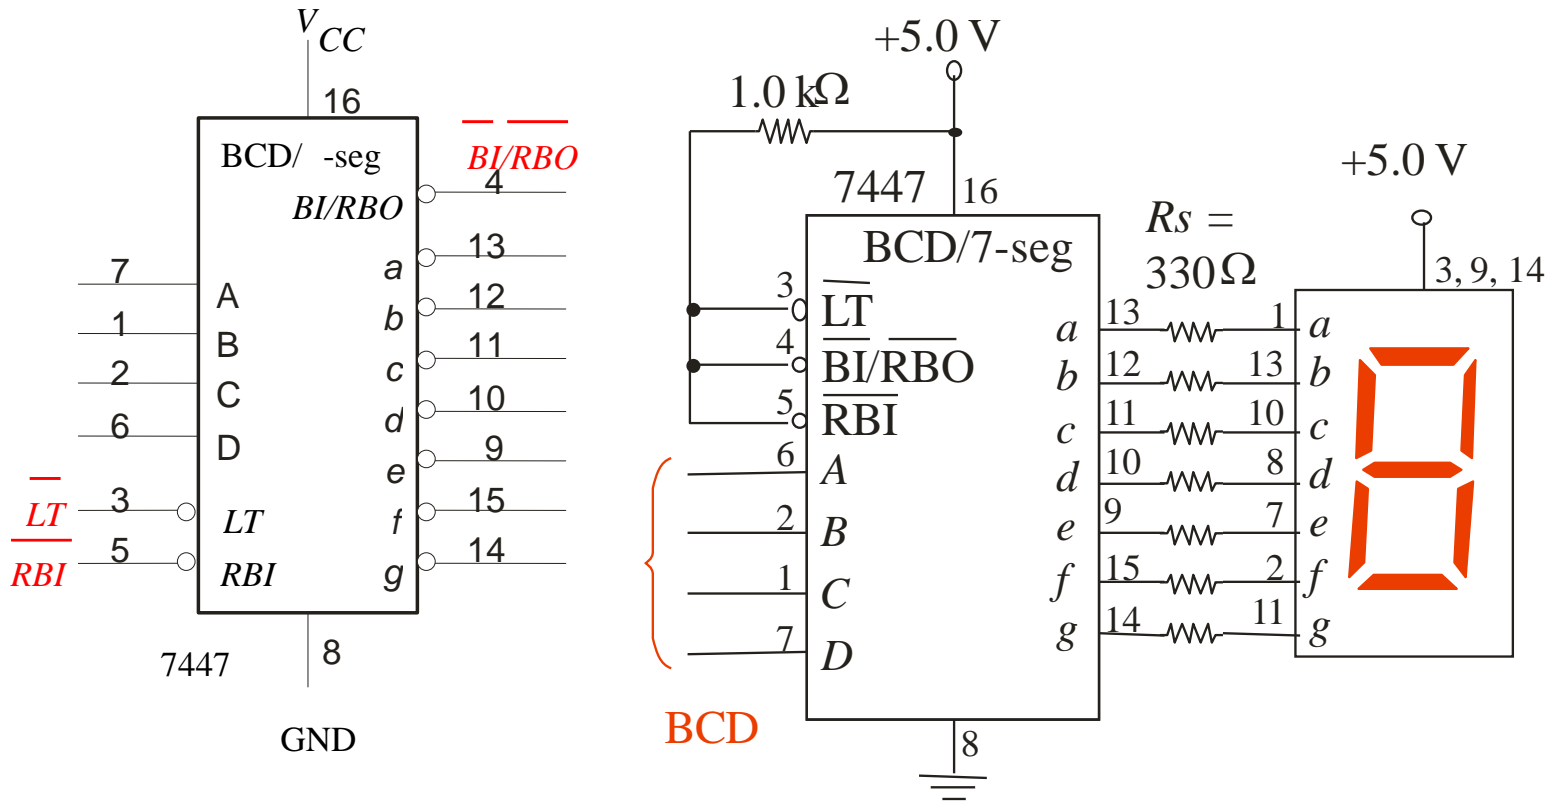 VCC
16
BCD/ -seg
BI/RBO
BI/RBO
4
7
A
a
13
1
B
b
12
2
C
c
11
6
D
d
10
e
9
LT
3
LT
f
15
RBI
5
RBI
g
14
7447
8
GND
+5.0 V
1.0 kΩ
7447
16
BCD/7-seg
3
LT
4
BI/RBO
5
RBI
6
A
2
B
1
C
7
D
BCD
8
Rs =
330 Ω
a
13
1
a
b
12
13
b
c
11
10
c
d
10
8
d
e
9
7
e
f
15
2
f
g
14
11
g
+5.0 V
3, 9, 14